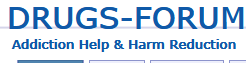 DRUGS-FORUM
Addiction Help & Harm Reduction